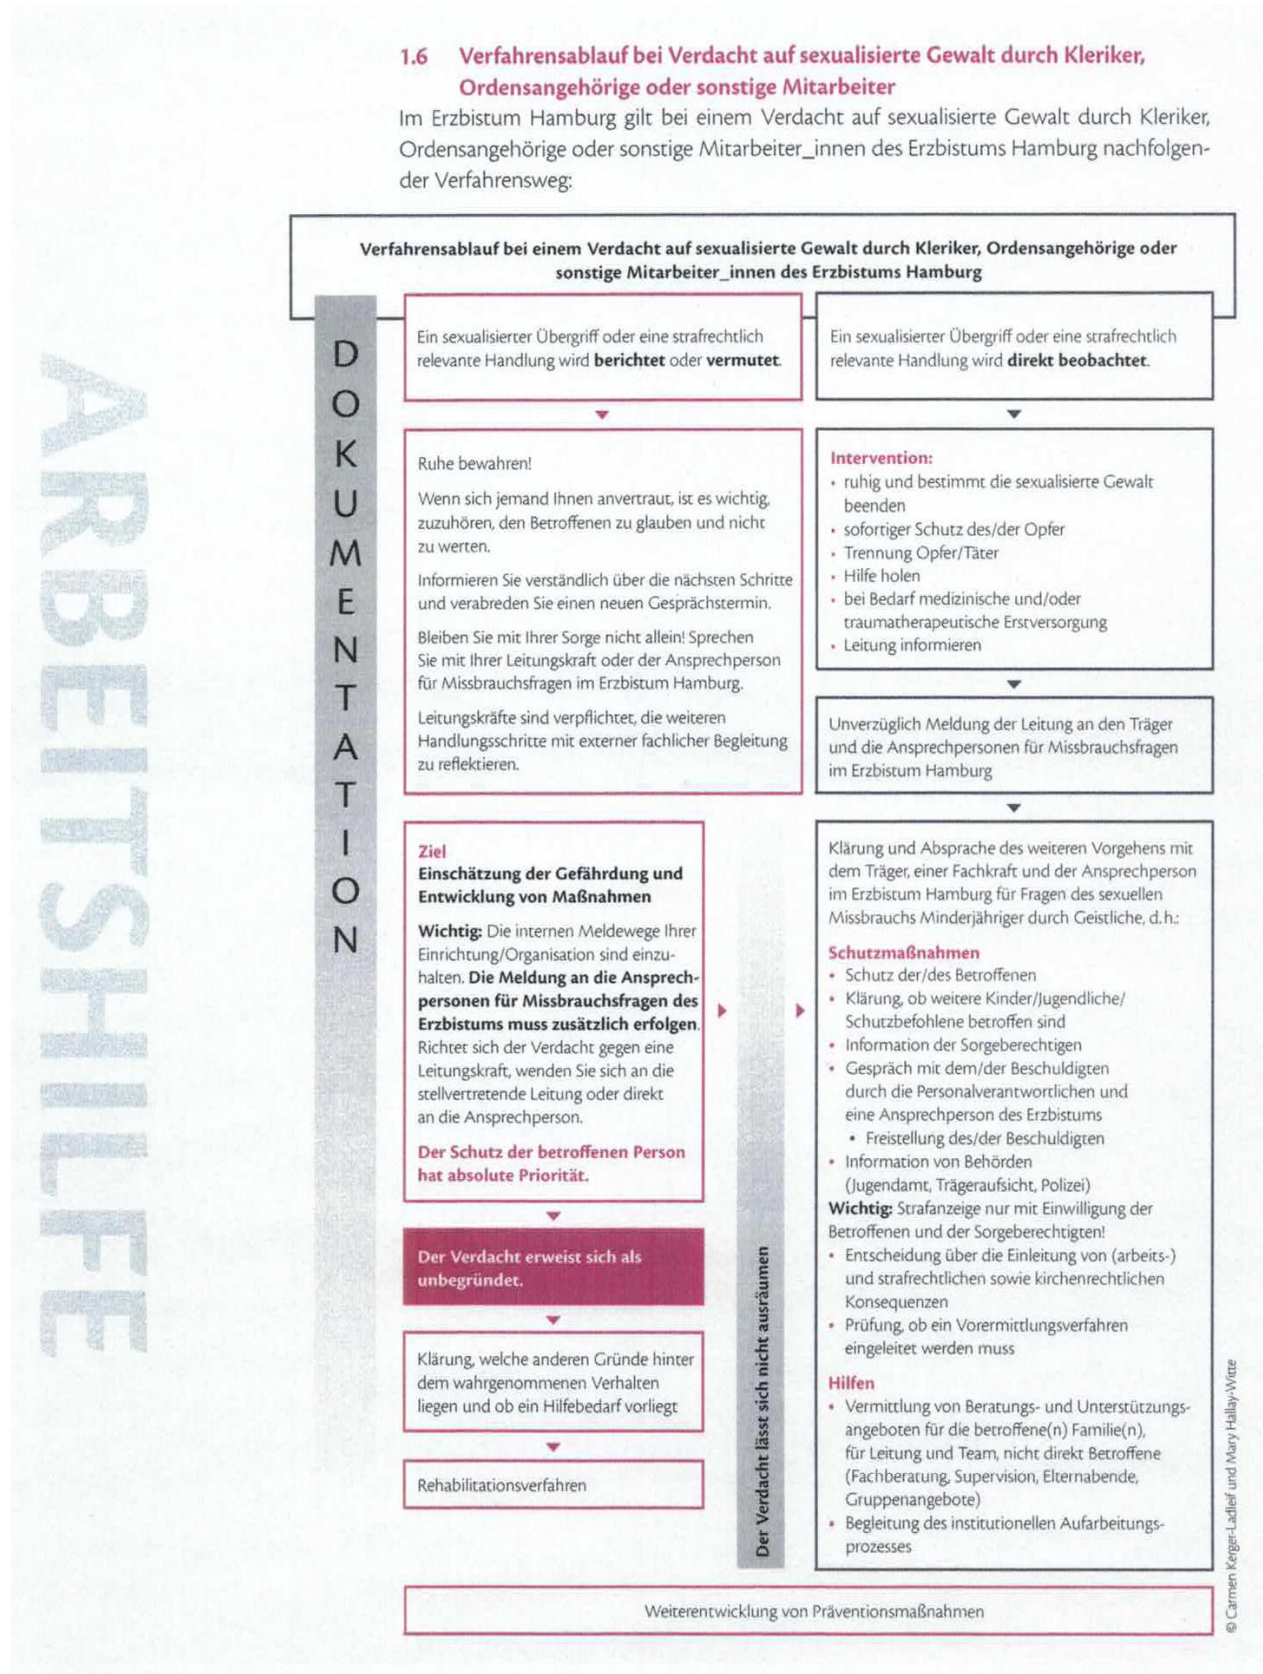 1.6 Verfahrensablauf bei Verdacht auf sexualisierte Gewalt durch Kleriker,
Ordensangehörige oder sonstige Mitarbeiter
Im Erzbistum Hamburg gilt bei einem Verdacht auf sexualisierte Gewalt durch Kleriker,
Ordensangehörige oder sonstige Mitarbeiter_innen des Erzbistums Hamburg nachfolgen-
der Verfahrensweg:
Verfahrensablauf bei einem Verdacht auf sexualisierte Gewalt durch Kleriker, Ordensangehörige oder
sonstige Mitarbeiter_innen des Erzbistums Hamburg
ARBEITSHILFE
DOKUMENTATION
Ein sexualisierter Übergriff oder eine strafrechtlich
relevante Handlung wird berichtet oder vermutet.
Ruhe bewahren!
Wenn sich jemand Ihnen anvertraut, ist es wichtig,
zuzuhören, den Betroffenen zu glauben und nicht
zu werten.
Informieren Sie verständlich über die nächsten Schritte
und verabreden Sie einen neuen Gesprächstermin.
Bleiben Sie mit Ihrer Sorge nicht allein! Sprechen
Sie mit Ihrer Leitungskraft oder der Ansprechperson
für Missbrauchsfragen im Erzbistum Hamburg.
Leitungskräfte sind verpflichtet, die weiteren
Handlungsschritte mit externer fachlicher Begleitung
zu reflektieren.
Ziel
Einschätzung der Gefährdung und
Entwicklung von Maßnahmen
Wichtig: Die internen Meldewege Ihrer
Einrichtung/Organisation sind einzu-
halten. Die Meldung an die Ansprech-
personen für Missbrauchsfragen des
Erzbistums muss zusätzlich erfolgen.
Richtet sich der Verdacht gegen eine
Leitungskraft, wenden Sie sich an die
stellvertretende Leitung oder direkt
an die Ansprechperson.
Der Schutz der betroffenen Person
hat absolute Priorität.
Der Verdacht erweist sich als
unbegründet.
Klärung, welche anderen Gründe hinter
dem wahrgenommenen Verhalten
liegen und ob ein Hilfebedarf vorliegt
Rehabilitationsverfahren
Der Verdacht lässt sich nicht ausräumen
Ein sexualisierter Übergriff oder eine strafrechtlich
relevante Handlung wird direkt beobachtet.
Intervention:
• ruhig und bestimmt die sexualisierte Gewalt
beenden
• sofortiger Schutz des/der Opfer
• Trennung Opfer/Täter
• Hilfe holen
• bei Bedarf medizinische und/oder
traumatherapeutische Erstversorgung
• Leitung informieren
Unverzüglich Meldung der Leitung an den Träger
und die Ansprechpersonen für Missbrauchsfragen
im Erzbistum Hamburg
Klärung und Absprache des weiteren Vorgehens mit
dem Träger, einer Fachkraft und der Ansprechperson
im Erzbistum Hamburg für Fragen des sexuellen
Missbrauchs Minderjähriger durch Geistliche, d. h.:
Schutzmaßnahmen
• Schutz der/des Betroffenen
• Klärung, ob weitere Kinder/Jugendliche/
Schutzbefohlene betroffen sind
• Information der Sorgeberechtigen
• Gespräch mit dem/der Beschuldigten
durch die Personalverantwortlichen und
eine Ansprechperson des Erzbistums
• Freistellung des/der Beschuldigten
• Information von Behörden
(Jugendamt, Trägeraufsicht, Polizei)
Wichtig: Strafanzeige nur mit Einwilligung der
Betroffenen und der Sorgeberechtigten!
• Entscheidung über die Einleitung von (arbeits-)
und strafrechtlichen sowie kirchenrechtlichen
Konsequenzen
• Prüfung, ob ein Vorermittlungsverfahren
eingeleitet werden muss
Hilfen
• Vermittlung von Beratungs- und Unterstützungs-
angeboten für die betroffene(n) Familie(n),
für Leitung und Team, nicht direkt Betroffene
(Fachberatung, Supervision, Elternabende,
Gruppenangebote)
• Begleitung des institutionellen Aufarbeitungs-
prozesses
Weiterentwicklung von Präventionsmaßnahmen
© Carmen Kerger-Ladleif und Mary Hallay-Witte